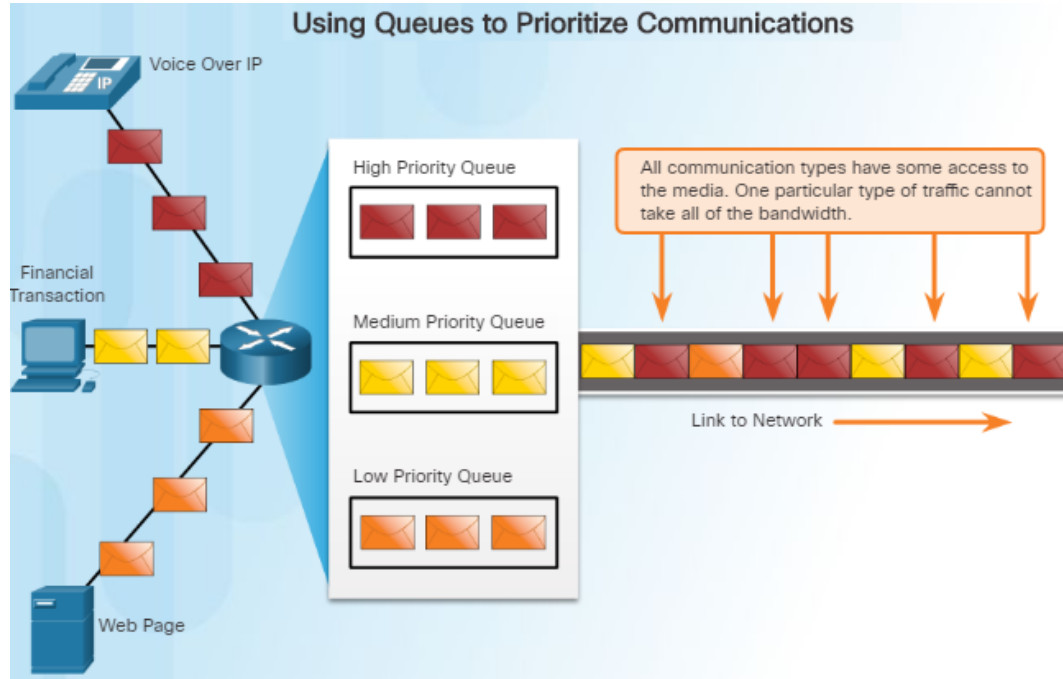 Using Queues to Prioritize Communications
Voice Over IP
IP
High Priority Queue
All communication types have some access to
the media. One particular type of traffic cannot
take all of the bandwidth.
Financial
Transaction
Medium Priority Queue
Link to Network
Low Priority Queue
Web Page